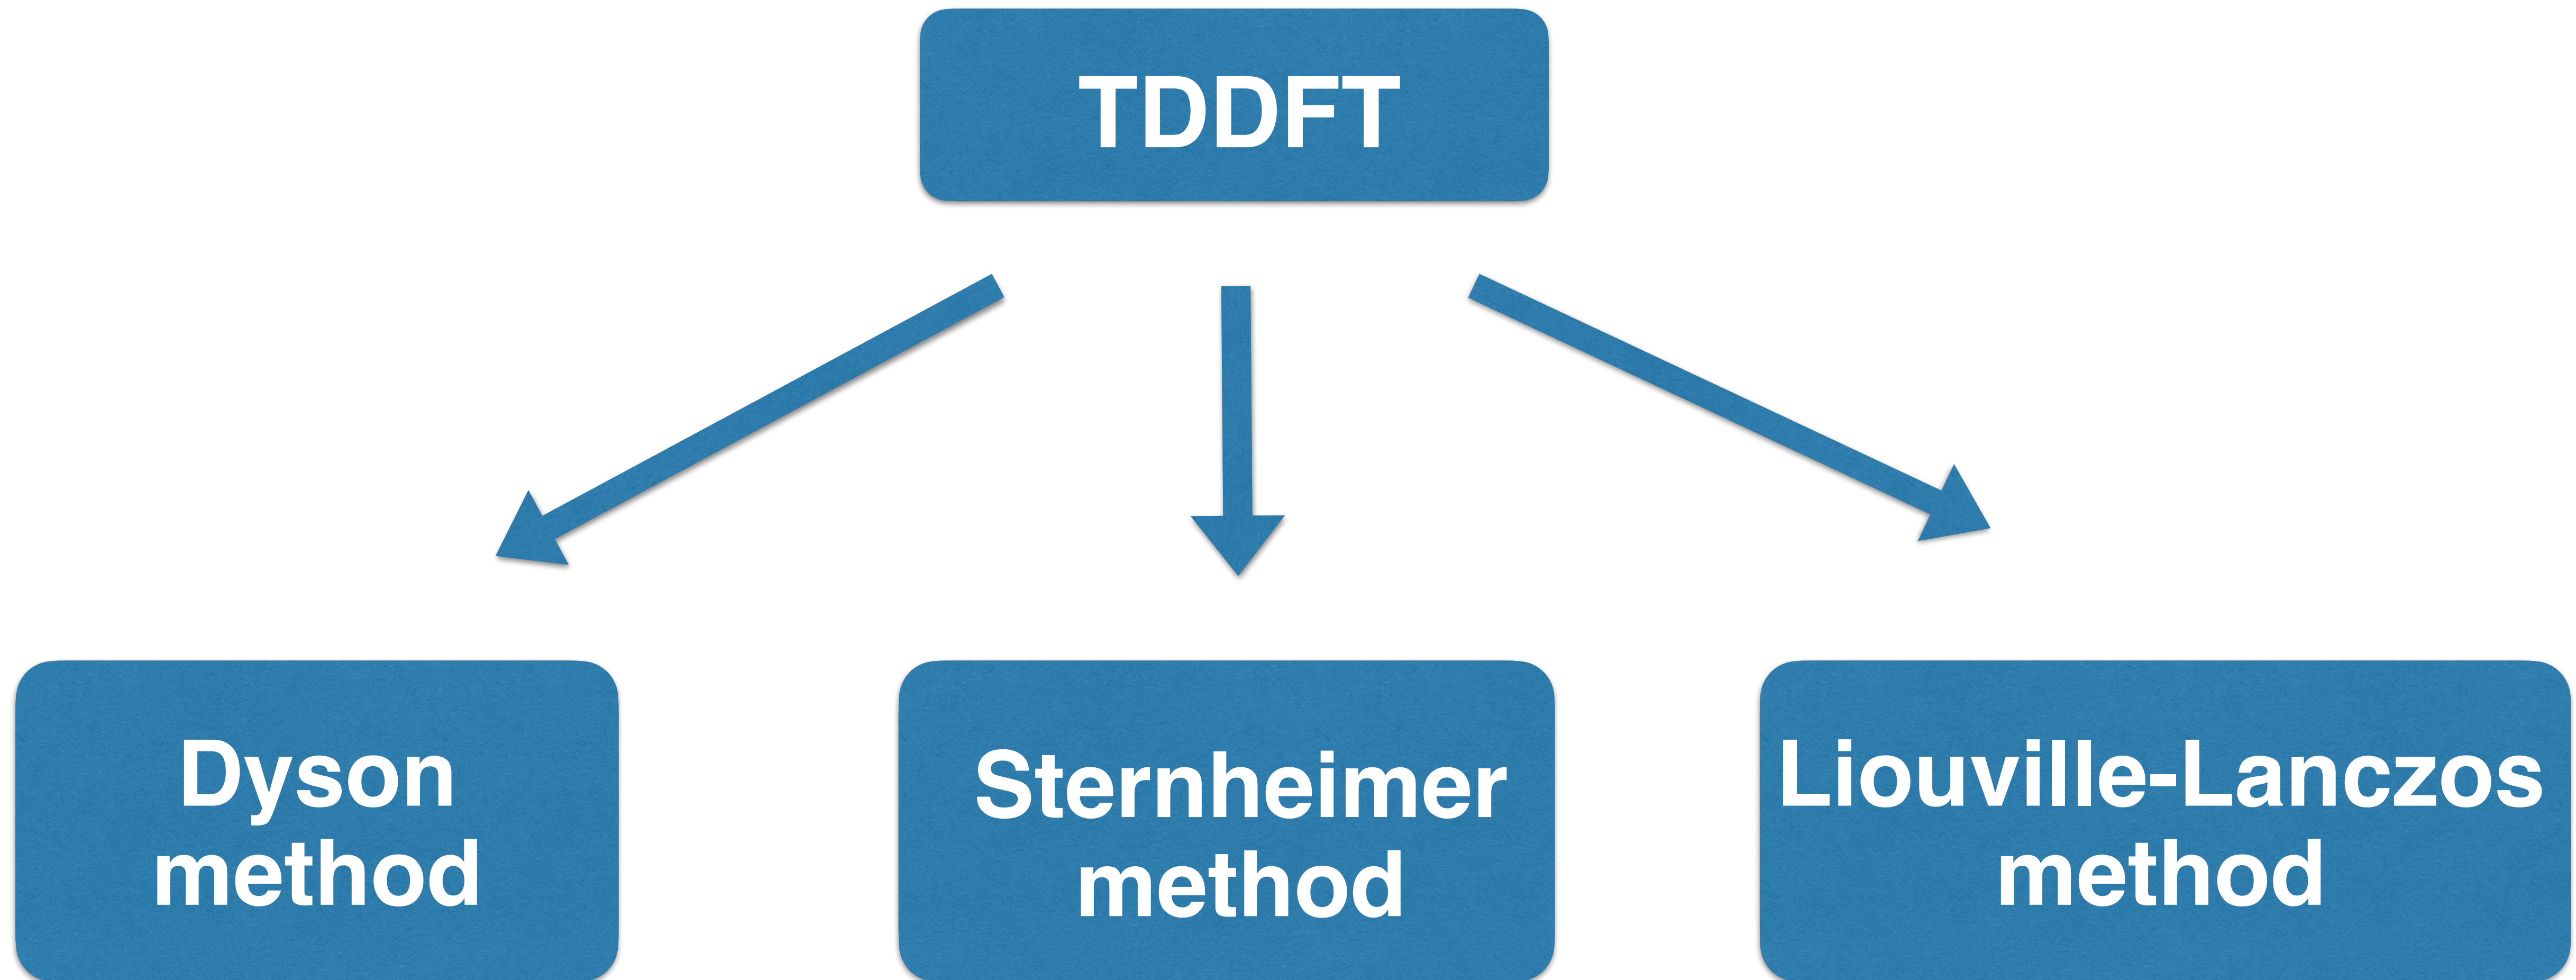 TDDFT
Dyson
method
Sternheimer
method
Liouville-Lanczos
method